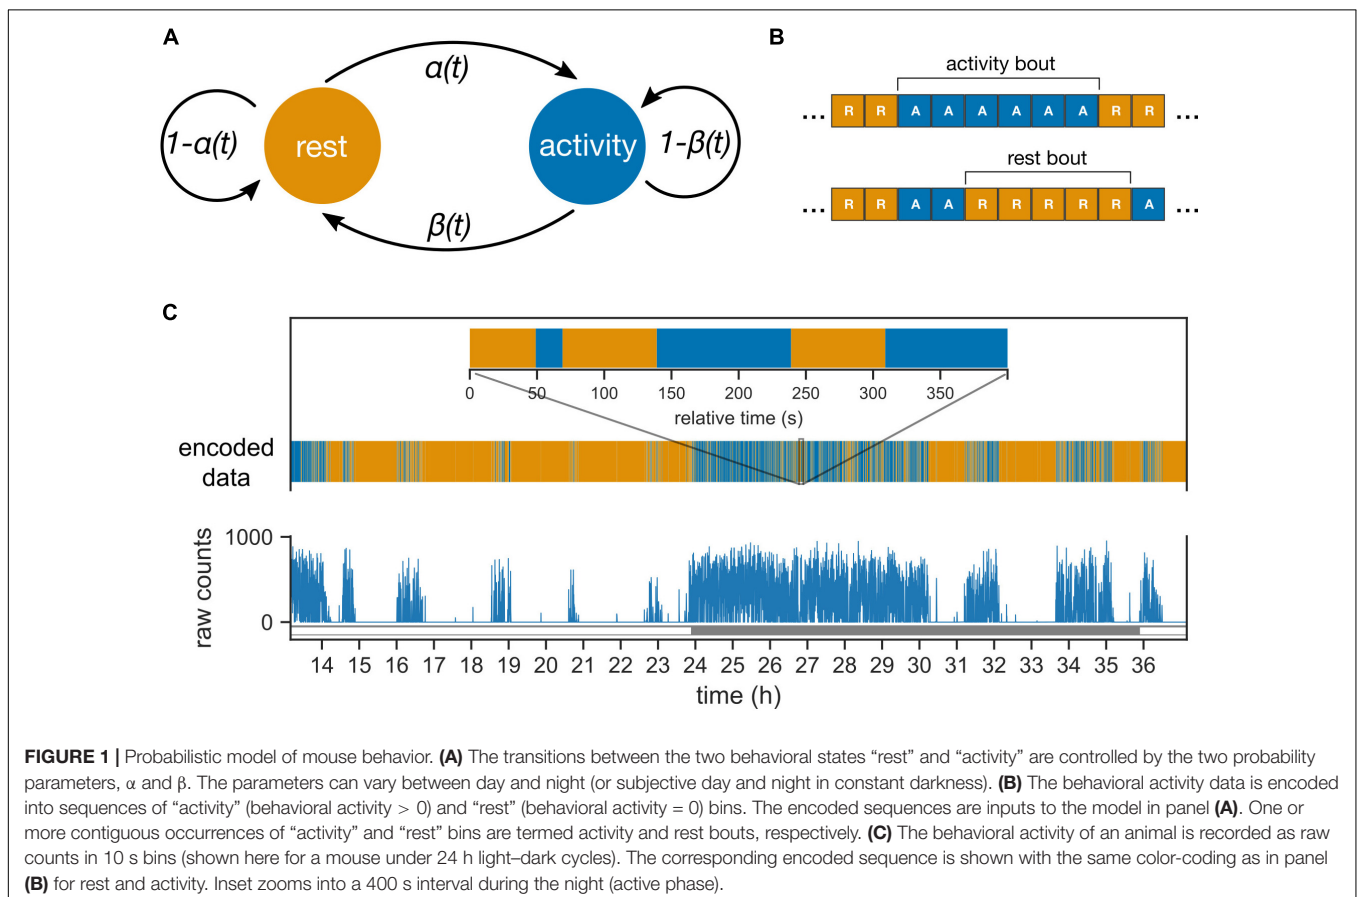 A
α(t)
1-α(t)
rest
activity
1-β(t)
β(t)
B
activity bout
... R R A A A A A A R R ...
rest bout
... R R A A R R R R R A ...
C
0 50 100 150 200 250 300 350
relative time (s)
encoded
data
raw counts
1000
0
14 15 16 17 18 19 20 21 22 23 24 25 26 27 28 29 30 31 32 33 34 35 36
time (h)
FIGURE 1 | Probabilistic model of mouse behavior. (A) The transitions between the two behavioral states “rest” and “activity” are controlled by the two probability
parameters, α and β. The parameters can vary between day and night (or subjective day and night in constant darkness). (B) The behavioral activity data is encoded
into sequences of “activity” (behavioral activity > 0) and “rest” (behavioral activity = 0) bins. The encoded sequences are inputs to the model in panel (A). One or
more contiguous occurrences of “activity” and “rest” bins are termed activity and rest bouts, respectively. (C) The behavioral activity of an animal is recorded as raw
counts in 10 s bins (shown here for a mouse under 24 h light–dark cycles). The corresponding encoded sequence is shown with the same color-coding as in panel
(B) for rest and activity. Inset zooms into a 400 s interval during the night (active phase).